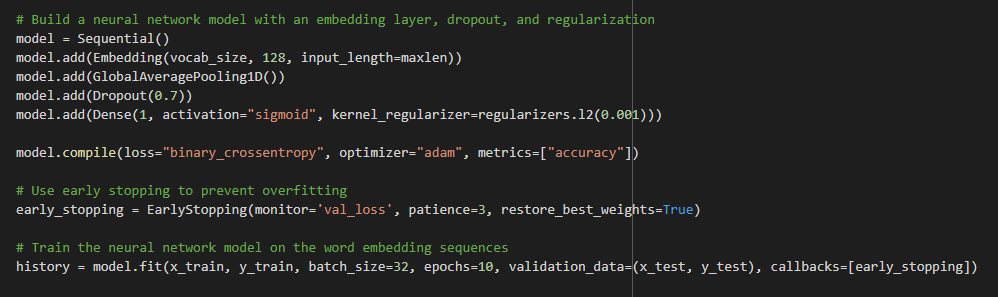 # Build a neural network model with an embedding layer, dropout, and regularization
model = Sequential()
model.add(Embedding(vocab_size, 128, input_length=maxlen))
model.add(GlobalAveragePooling1D())
model.add(Dropout(0.7))
model.add(Dense(1, activation="sigmoid", kernel_regularizer=regularizers.l2(0.001)))
model.compile(loss="binary_crossentropy", optimizer="adam", metrics=["accuracy"])
# Use early stopping to prevent overfitting
early_stopping = EarlyStopping(monitor='val_loss', patience=3, restore_best_weights=True)
# Train the neural network model on the word embedding sequences
history = model.fit(x_train, y_train, batch_size=32, epochs=10, validation_data=(x_test, y_test), callbacks=[early_stopping])